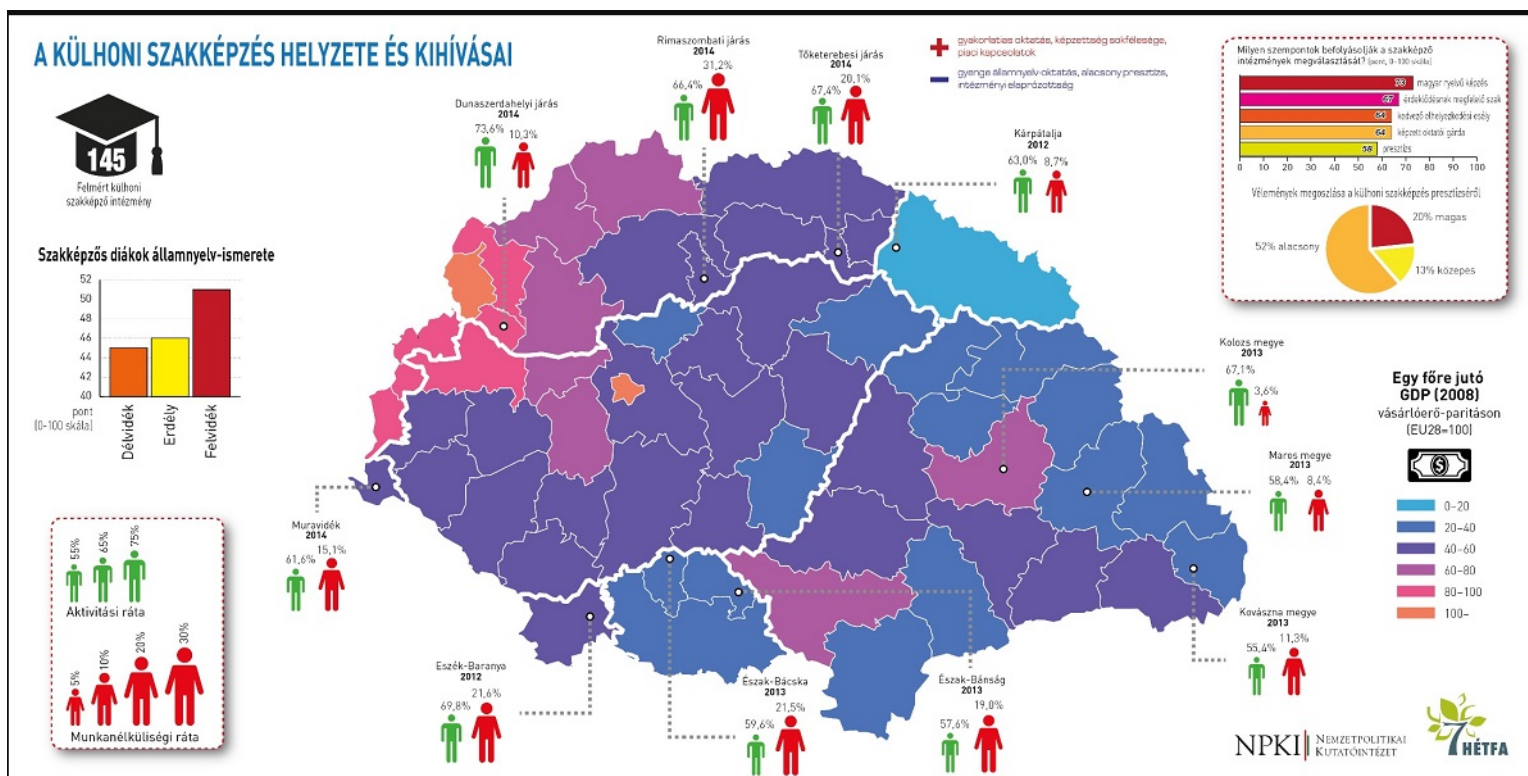 A KÜLHONI SZAKKÉPZÉS HELYZETE ÉS KIHÍVÁSAI
145
Felmért külhoni
szakképző intézmény
Szakképzős diákok államnyelv-ismerete
52
50
48
46
44
42
40
pont
(0-100 skála)
Délvidék
Erdély
Felvidék
55%
65%
75%
Aktivitási ráta
5%
10%
20%
30%
Munkanélküliségi ráta
Dunaszerdahelyi járás
2014
73,6%
10,3%
Rimaszombati járás
2014
31,2%
66,4%
Tőketerebesi járás
2014
20,1%
67,4%
Kárpátalja
2012
63,0%
8,7%
+ gyakorlatias oktatás, képzettség sokfélesége,
piaci kapcsolatok
– gyenge államnyelv-oktatás, alacsony presztízs,
intézményi elaprózottság
Milyen szempontok befolyásolják a szakképző
intézmények megválasztását? (pont, 0-100 skála)
73 magyar nyelvű képzés
67 érdeklődésnek megfelelő szak
64 kedvező elhelyezkedési esély
64 képzett oktatói gárda
58 presztízs
0 10 20 30 40 50 60 70 80 90 100
Vélemények megoszlása a külhoni szakképzés presztízséről
20% magas
52% alacsony
13% közepes
Kolozs megye
2013
67,1%
3,6%
Maros megye
2013
58,4%
8,4%
Kovászna megye
2013
55,4%
11,3%
Egy főre jutó
GDP (2008)
vásárlóerő-paritáson
(EU28=100)
$
0–20
20–40
40–60
60–80
80–100
100–
Muravidék
2014
15,1%
61,6%
Eszék-Baranya
2012
21,6%
69,8%
Észak-Bácska
2013
21,5%
59,6%
Észak-Bánság
2013
19,0%
57,6%
NPKI NEMZETPOLITIKAI
KUTATÓINTÉZET
7 HÉTFA